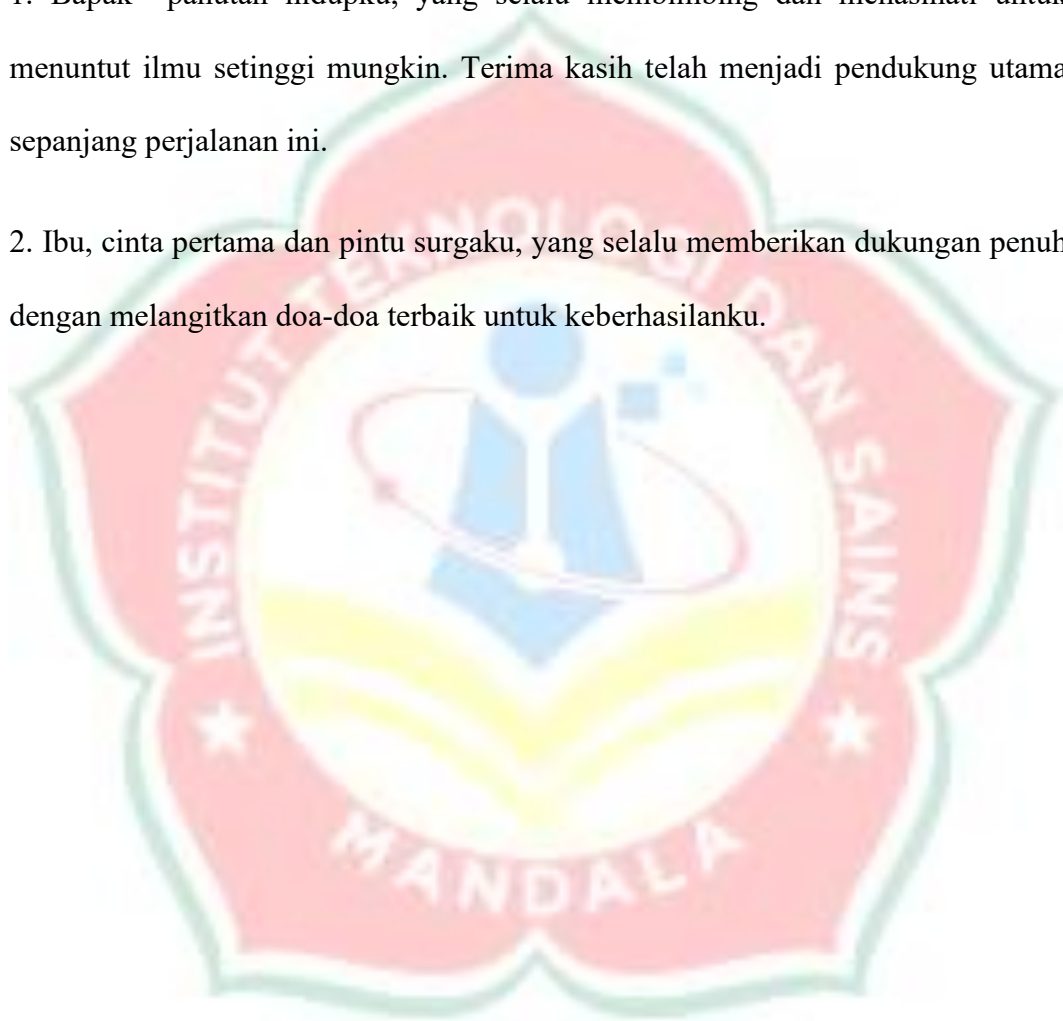 1. Bapak panutan hidupku, yang selalu membimbing dan menasihati untuk
menuntut ilmu setinggi mungkin. Terima kasih telah menjadi pendukung utama
sepanjang perjalanan ini.
2. Ibu, cinta pertama dan pintu surgaku, yang selalu memberikan dukungan penuh
dengan melangitkan doa-doa terbaik untuk keberhasilanku.
INSTITUT TEKNOLOGI DAN SAINS
MANDALA